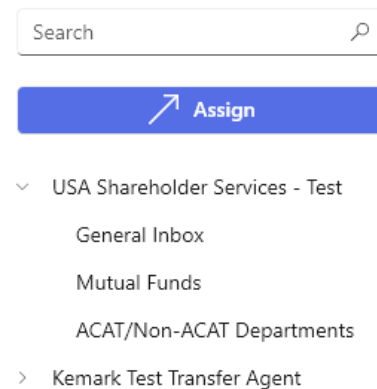 Search
Assign
USA Shareholder Services - Test
General Inbox
Mutual Funds
ACAT/Non-ACAT Departments
Kemark Test Transfer Agent